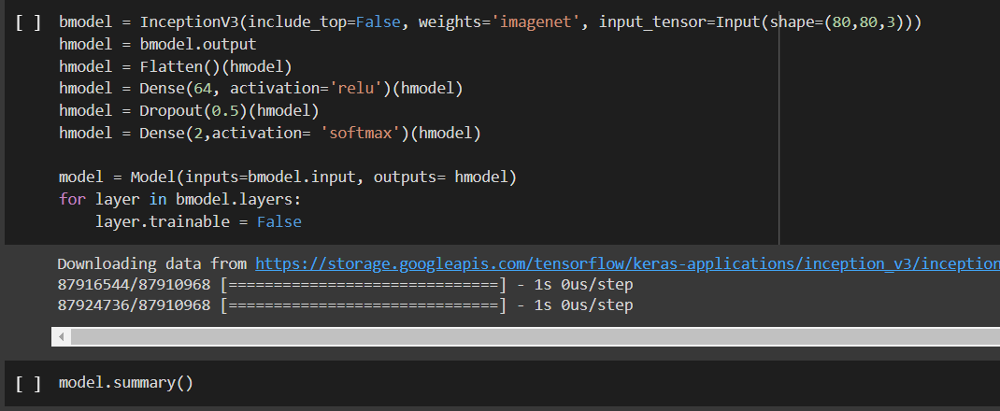 [ ] bmodel = InceptionV3(include_top=False, weights='imagenet', input_tensor=Input(shape=(80,80,3)))
hmodel = bmodel.output
hmodel = Flatten()(hmodel)
hmodel = Dense(64, activation='relu')(hmodel)
hmodel = Dropout(0.5)(hmodel)
hmodel = Dense(2,activation= 'softmax')(hmodel)
model = Model(inputs=bmodel.input, outputs= hmodel)
for layer in bmodel.layers:
    layer.trainable = False
Downloading data from https://storage.googleapis.com/tensorflow/keras-applications/inception_v3/inception
87916544/87910968 [==============================] - 1s 0us/step
87924736/87910968 [==============================] - 1s 0us/step
[ ] model.summary()